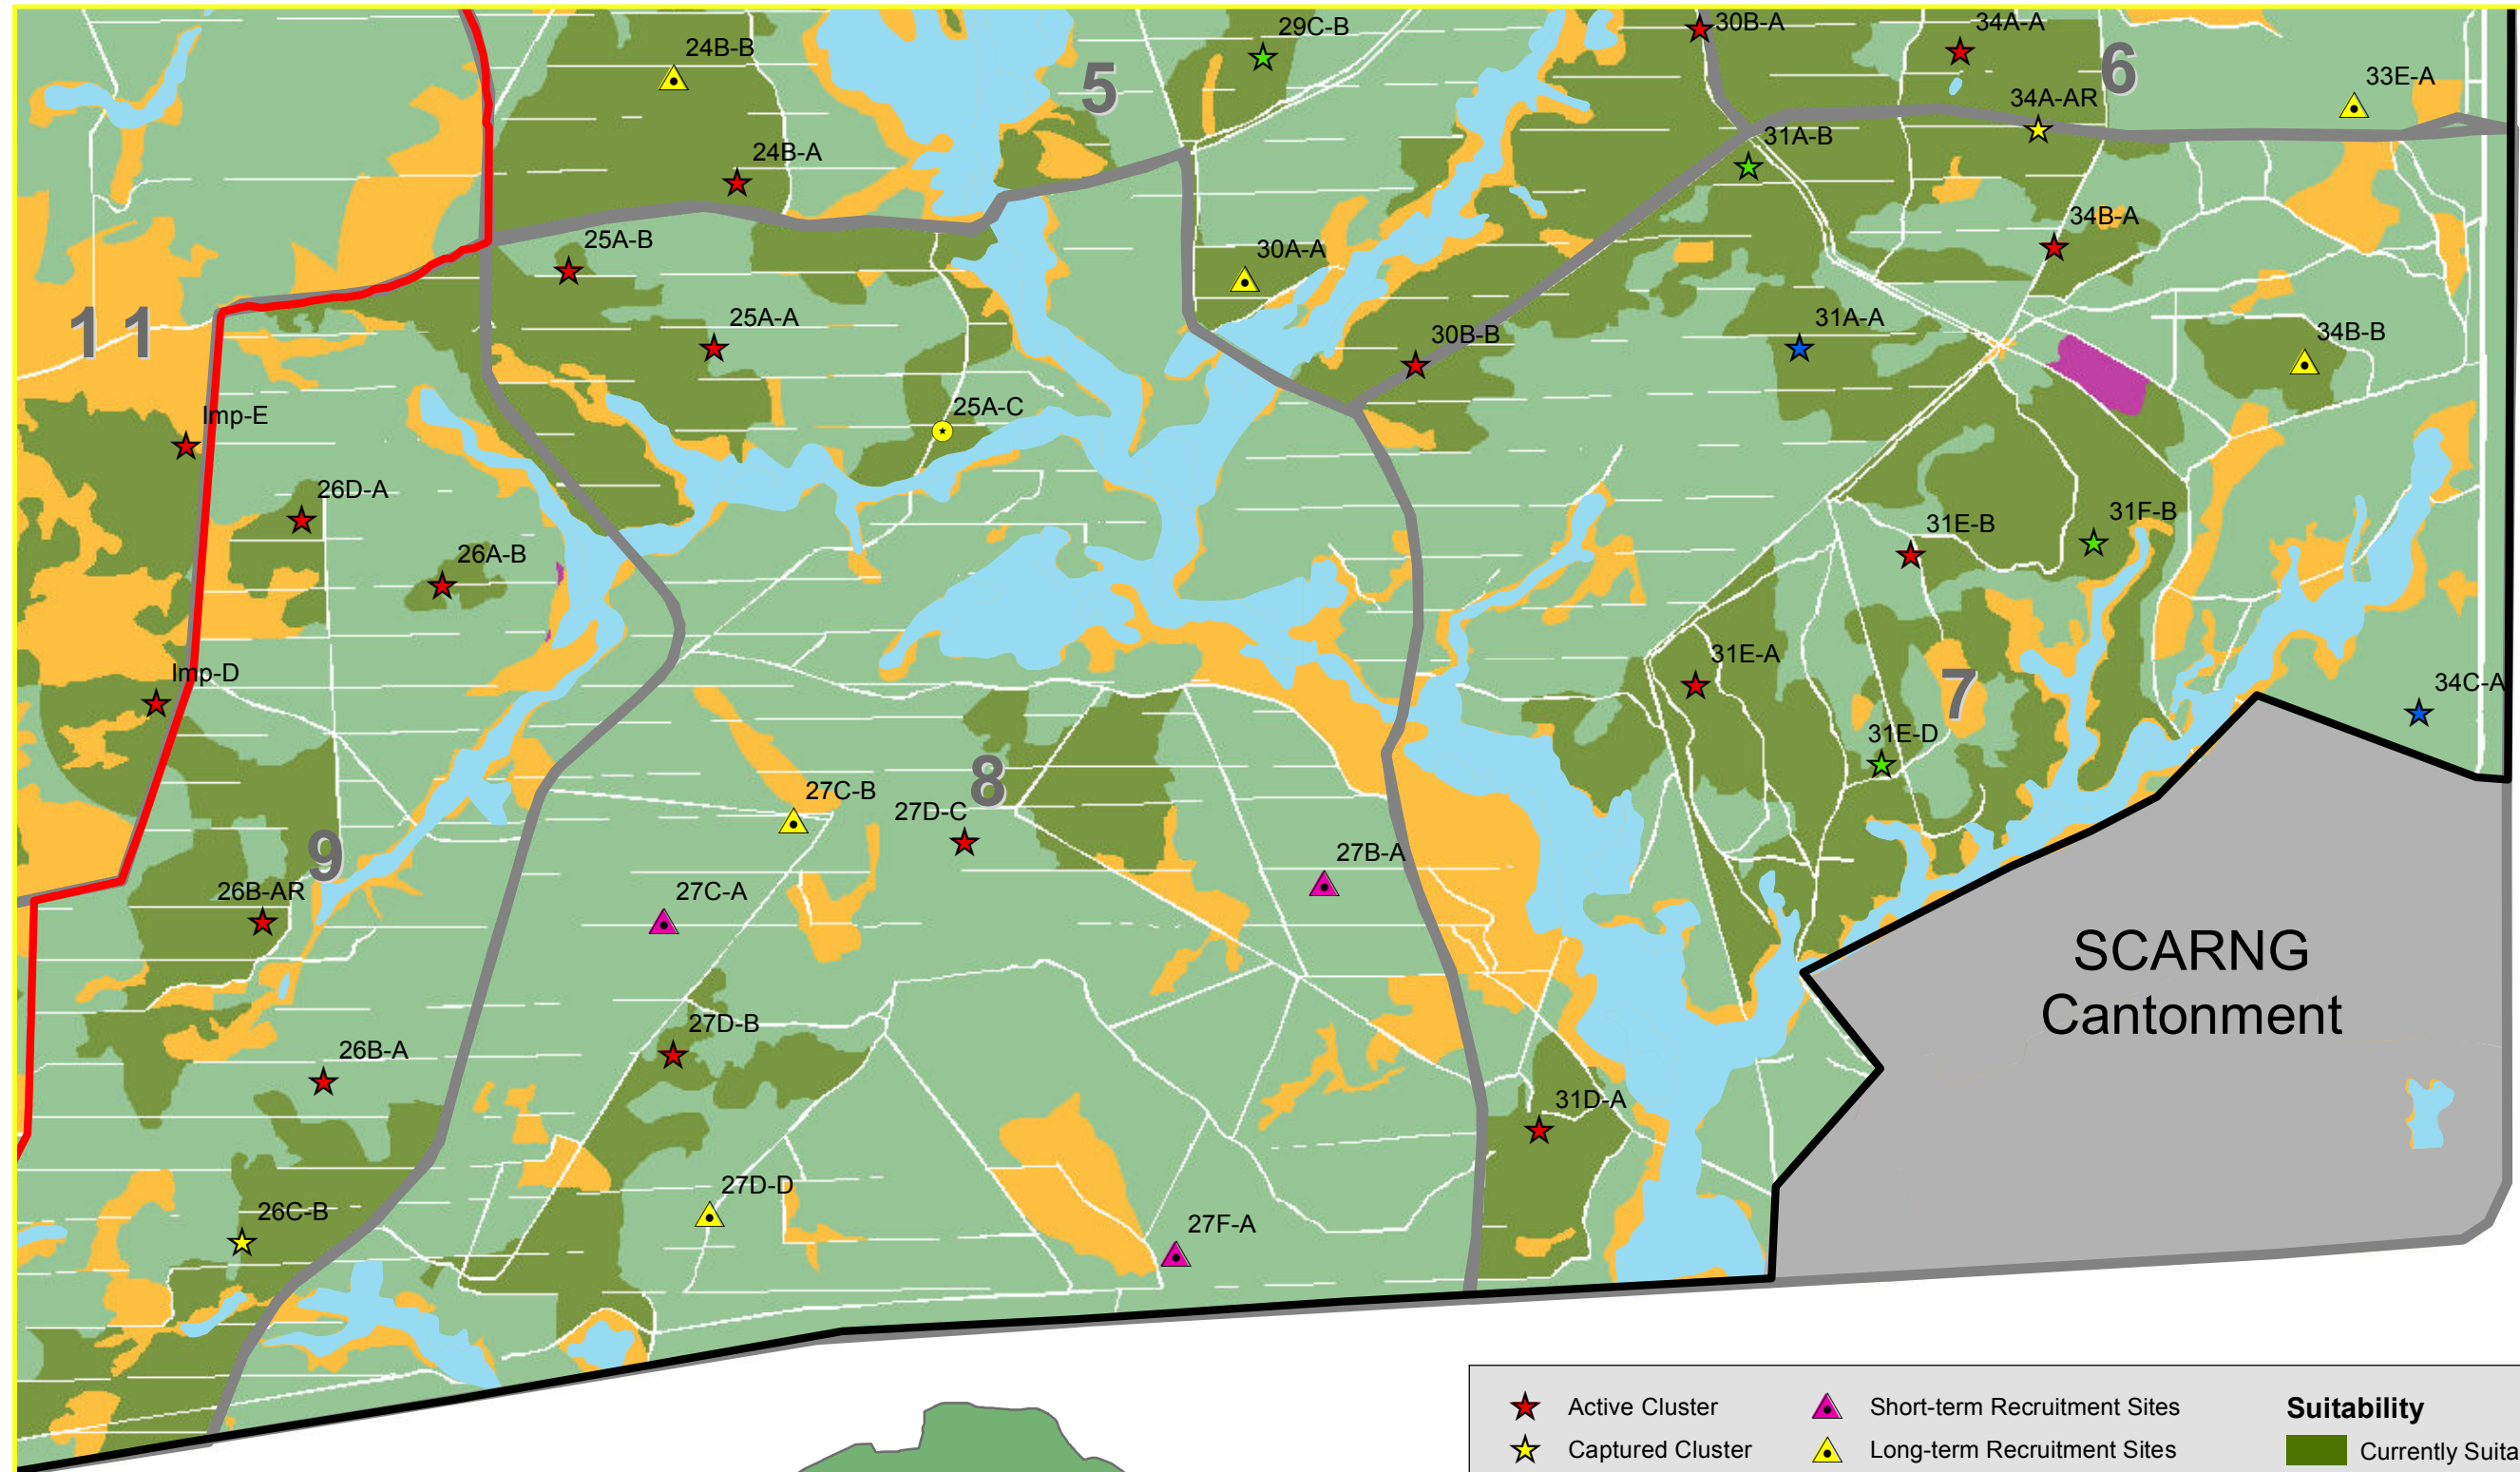 29C-B
30B-A
34A-A
24B-B
5
6
33E-A
34A-AR
31A-B
24B-A
34B-A
25A-B
30A-A
11
25A-A
31A-A
30B-B
34B-B
Imp-E
25A-C
26D-A
31F-B
31E-B
26A-B
31E-A
Imp-D
34C-A
7
31E-D
8
27C-B
27D-C
9
27B-A
26B-AR
27C-A
SCARNG
Cantonment
27D-B
26B-A
31D-A
27D-D
26C-B
27F-A
Active Cluster
Short-term Recruitment Sites
Suitability
Captured Cluster
Long-term Recruitment Sites
Currently Suita